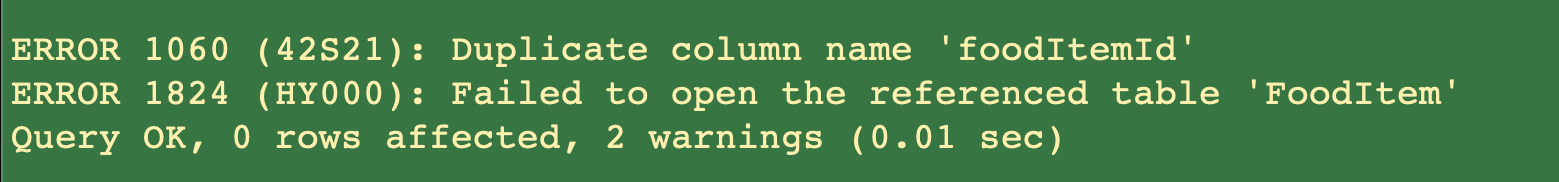 ERROR 1060 (42S21): Duplicate column name 'foodItemId'
ERROR 1824 (HY000): Failed to open the referenced table 'FoodItem'
Query OK, 0 rows affected, 2 warnings (0.01 sec)